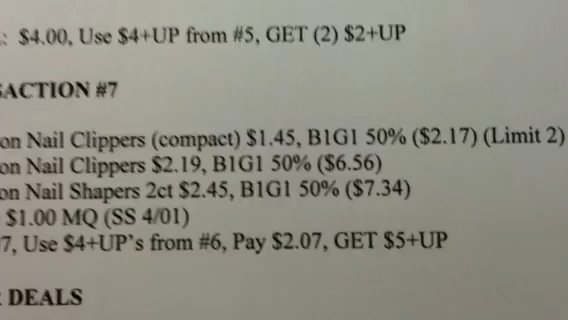 : $4.00, Use $4+UP from #5, GET (2) $2+UP
ACTION #7
on Nail Clippers (compact) $1.45, B1G1 50% ($2.17) (Limit 2)
on Nail Clippers $2.19, B1G1 50% ($6.56)
on Nail Shapers 2ct $2.45, B1G1 50% ($7.34)
$1.00 MQ (SS 4/01)
7, Use $4+UP's from #6, Pay $2.07, GET $5+UP
DEALS